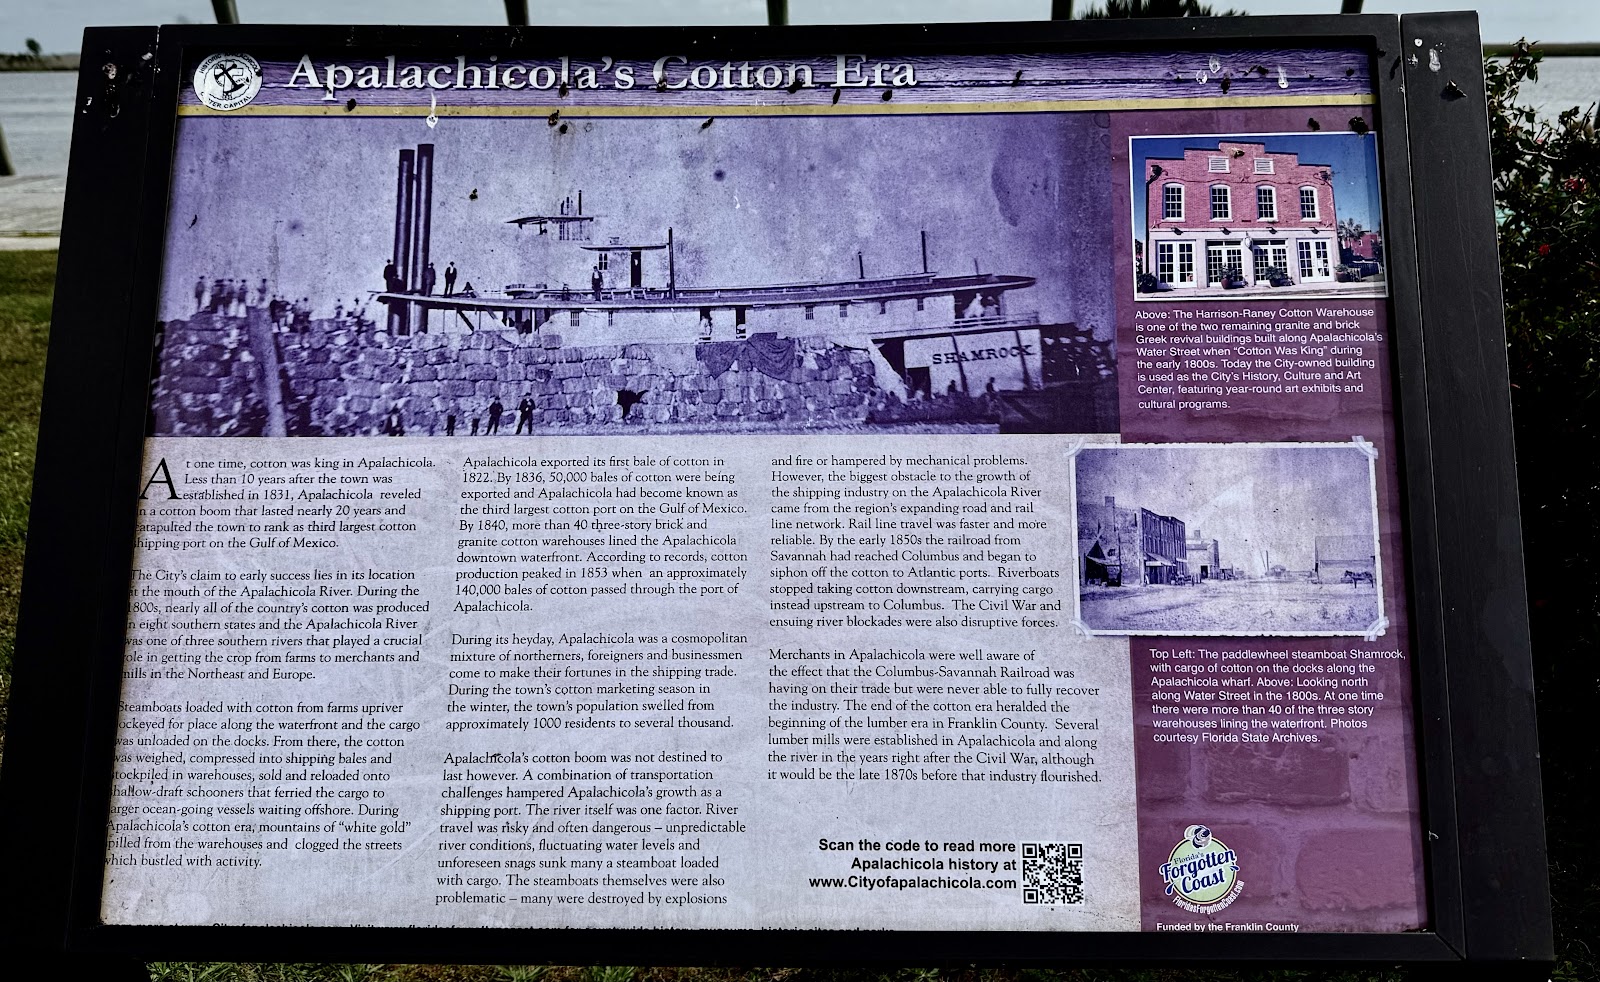 Apalachicola's Cotton Era
SHAMROCK
At one time, cotton was king in Apalachicola.
Less than 10 years after the town was
established in 1831, Apalachicola reveled
in a cotton boom that lasted nearly 20 years and
catapulted the town to rank as third largest cotton
shipping port on the Gulf of Mexico.
The City's claim to early success lies in its location
at the mouth of the Apalachicola River. During the
1800s, nearly all of the country's cotton was produced
in eight southern states and the Apalachicola River
was one of three southern rivers that played a crucial
role in getting the crop from farms to merchants and
mills in the Northeast and Europe.
Steamboats loaded with cotton from farms upriver
jockeyed for place along the waterfront and the cargo
was unloaded on the docks. From there, the cotton
was weighed, compressed into shipping bales and
stockpiled in warehouses, sold and reloaded onto
shallow-draft schooners that ferried the cargo to
larger ocean-going vessels waiting offshore. During
Apalachicola's cotton era, mountains of "white gold"
spilled from the warehouses and clogged the streets
which bustled with activity.
Apalachicola exported its first bale of cotton in
1822. By 1836, 50,000 bales of cotton were being
exported and Apalachicola had become known as
the third largest cotton port on the Gulf of Mexico.
By 1840, more than 40 three-story brick and
granite cotton warehouses lined the Apalachicola
downtown waterfront. According to records, cotton
production peaked in 1853 when an approximately
140,000 bales of cotton passed through the port of
Apalachicola.
During its heyday, Apalachicola was a cosmopolitan
mixture of northerners, foreigners and businessmen
come to make their fortunes in the shipping trade.
During the town's cotton marketing season in
the winter, the town's population swelled from
approximately 1000 residents to several thousand.
Apalachicola's cotton boom was not destined to
last however. A combination of transportation
challenges hampered Apalachicola's growth as a
shipping port. The river itself was one factor. River
travel was risky and often dangerous – unpredictable
river conditions, fluctuating water levels and
unforeseen snags sunk many a steamboat loaded
with cargo. The steamboats themselves were also
problematic – many were destroyed by explosions
and fire or hampered by mechanical problems.
However, the biggest obstacle to the growth of
the shipping industry on the Apalachicola River
came from the region's expanding road and rail
line network. Rail line travel was faster and more
reliable. By the early 1850s the railroad from
Savannah had reached Columbus and began to
siphon off the cotton to Atlantic ports. Riverboats
stopped taking cotton downstream, carrying cargo
instead upstream to Columbus. The Civil War and
ensuing river blockades were also disruptive forces.
Merchants in Apalachicola were well aware of
the effect that the Columbus-Savannah Railroad was
having on their trade but were never able to fully recover
the industry. The end of the cotton era heralded the
beginning of the lumber era in Franklin County. Several
lumber mills were established in Apalachicola and along
the river in the years right after the Civil War, although
it would be the late 1870s before that industry flourished.
Scan the code to read more
Apalachicola history at
www.Cityofapalachicola.com
Above: The Harrison-Raney Cotton Warehouse
is one of the two remaining granite and brick
Greek revival buildings built along Apalachicola's
Water Street when "Cotton Was King" during
the early 1800s. Today the City-owned building
is used as the City's History, Culture and Art
Center, featuring year-round art exhibits and
cultural programs.
Top Left: The paddlewheel steamboat Shamrock,
with cargo of cotton on the docks along the
Apalachicola wharf. Above: Looking north
along Water Street in the 1800s. At one time
there were more than 40 of the three story
warehouses lining the waterfront. Photos
courtesy Florida State Archives.
Florida's
Forgotten
Coast
FloridasForgottenCoast.com
Funded by the Franklin County